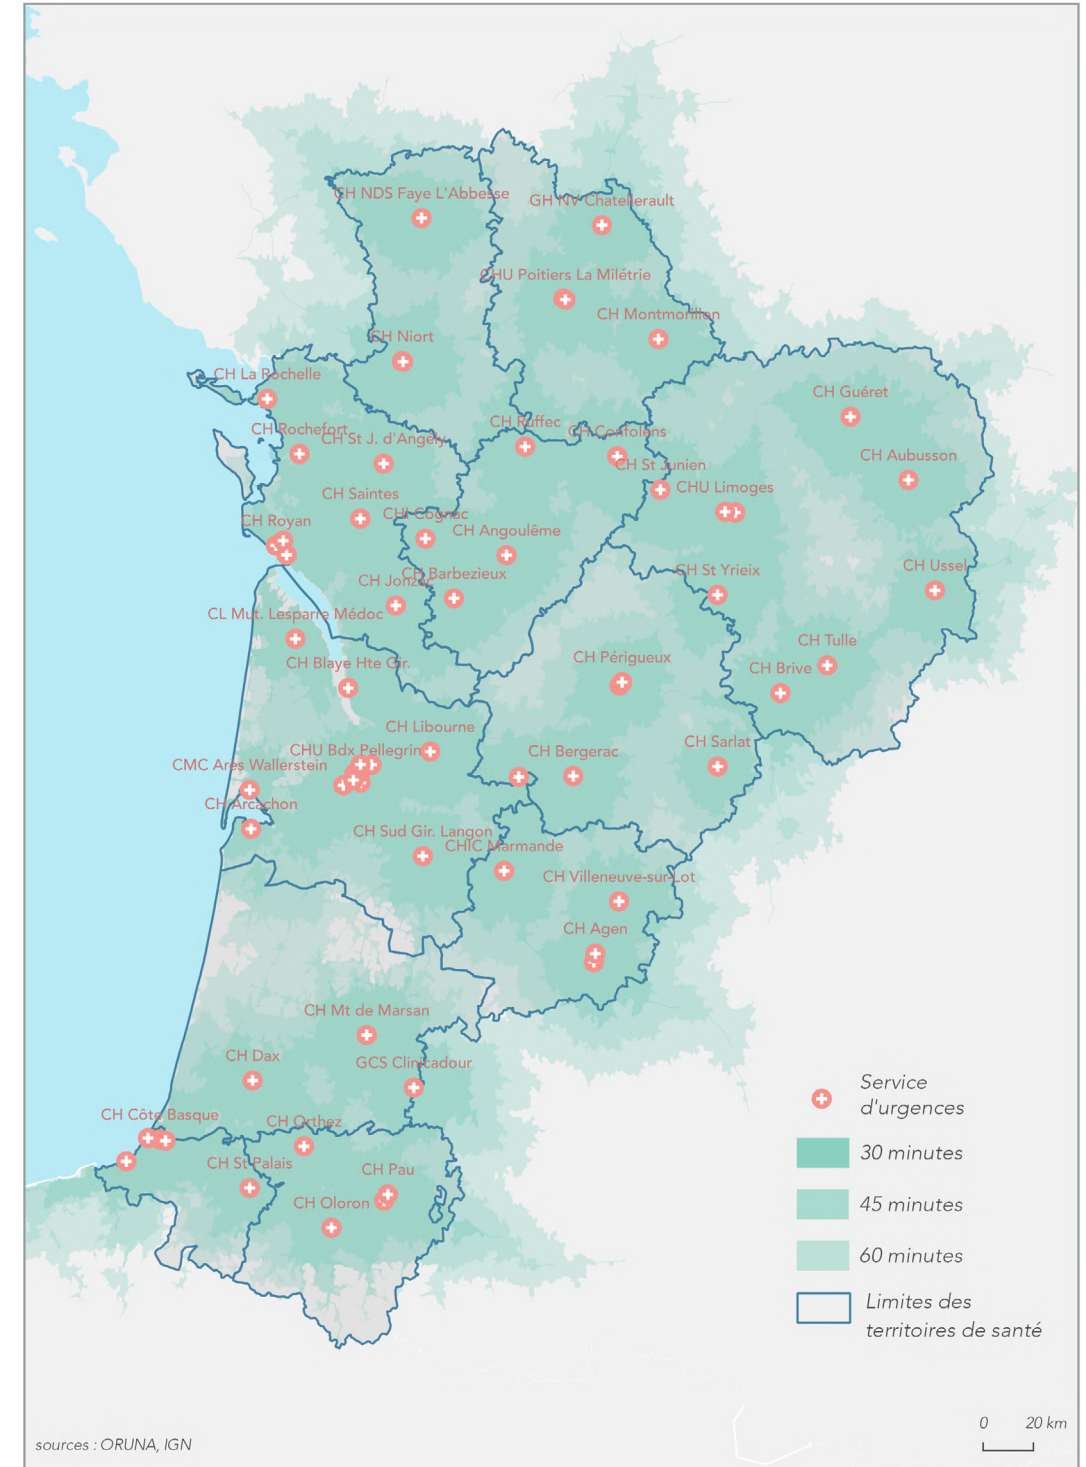 CH NDS Faye L'Abbesse
GH NV Chatellerault
CHU Poitiers La Milétrie
CH Montmorillon
CH Niort
CH La Rochelle
CH Guéret
CH Ruffec
CH Rochefort
CH St J. d'Angely
CH Confolens
CH Aubusson
CH St Junien
CHU Limoges
CH Saintes
CHI Cognac
CH Royan
CH Angoulême
CH Ussel
CH St Yrieix
CH Barbezieux
CH Jonzac
CL Mut. Lesparre Médoc
CH Tulle
CH Périgueux
CH Blaye Hte Gir.
CH Brive
CH Libourne
CH Sarlat
CHU Bdx Pellegrin
CH Bergerac
CMC Ares Wallerstein
CH Arcachon
CH Sud Gir. Langon
CHIC Marmande
CH Villeneuve-sur-Lot
CH Agen
CH Mt de Marsan
CH Dax
GCS Clinicadour
CH Côte Basque
CH Orthez
CH St Palais
CH Pau
CH Oloron
Service
d'urgences
30 minutes
45 minutes
60 minutes
Limites des
territoires de santé
0 20 km
sources : ORUNA, IGN